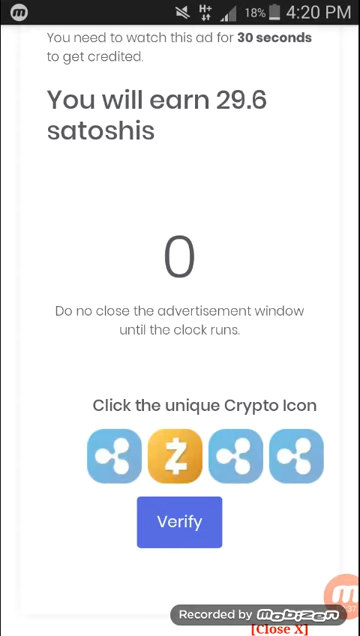 H+ 18% 4:20 PM
You need to watch this ad for 30 seconds
to get credited.
You will earn 29.6
satoshis
0
Do no close the advertisement window
until the clock runs.
Click the unique Crypto Icon
Verify
Recorded by mobizen
[Close X]